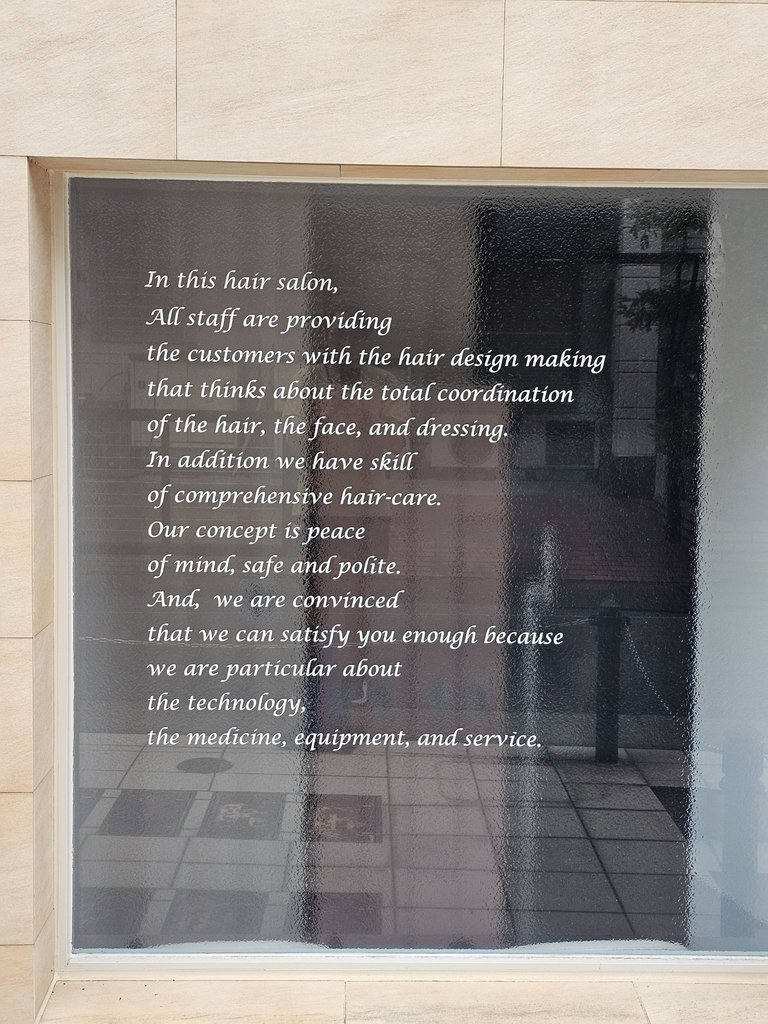 In this hair salon,
All staff are providing
the customers with the hair design making
that thinks about the total coordination
of the hair, the face, and dressing.
In addition we have skill
of comprehensive hair-care.
Our concept is peace
of mind, safe and polite.
And, we are convinced
that we can satisfy you enough because
we are particular about
the technology,
the medicine, equipment, and service.